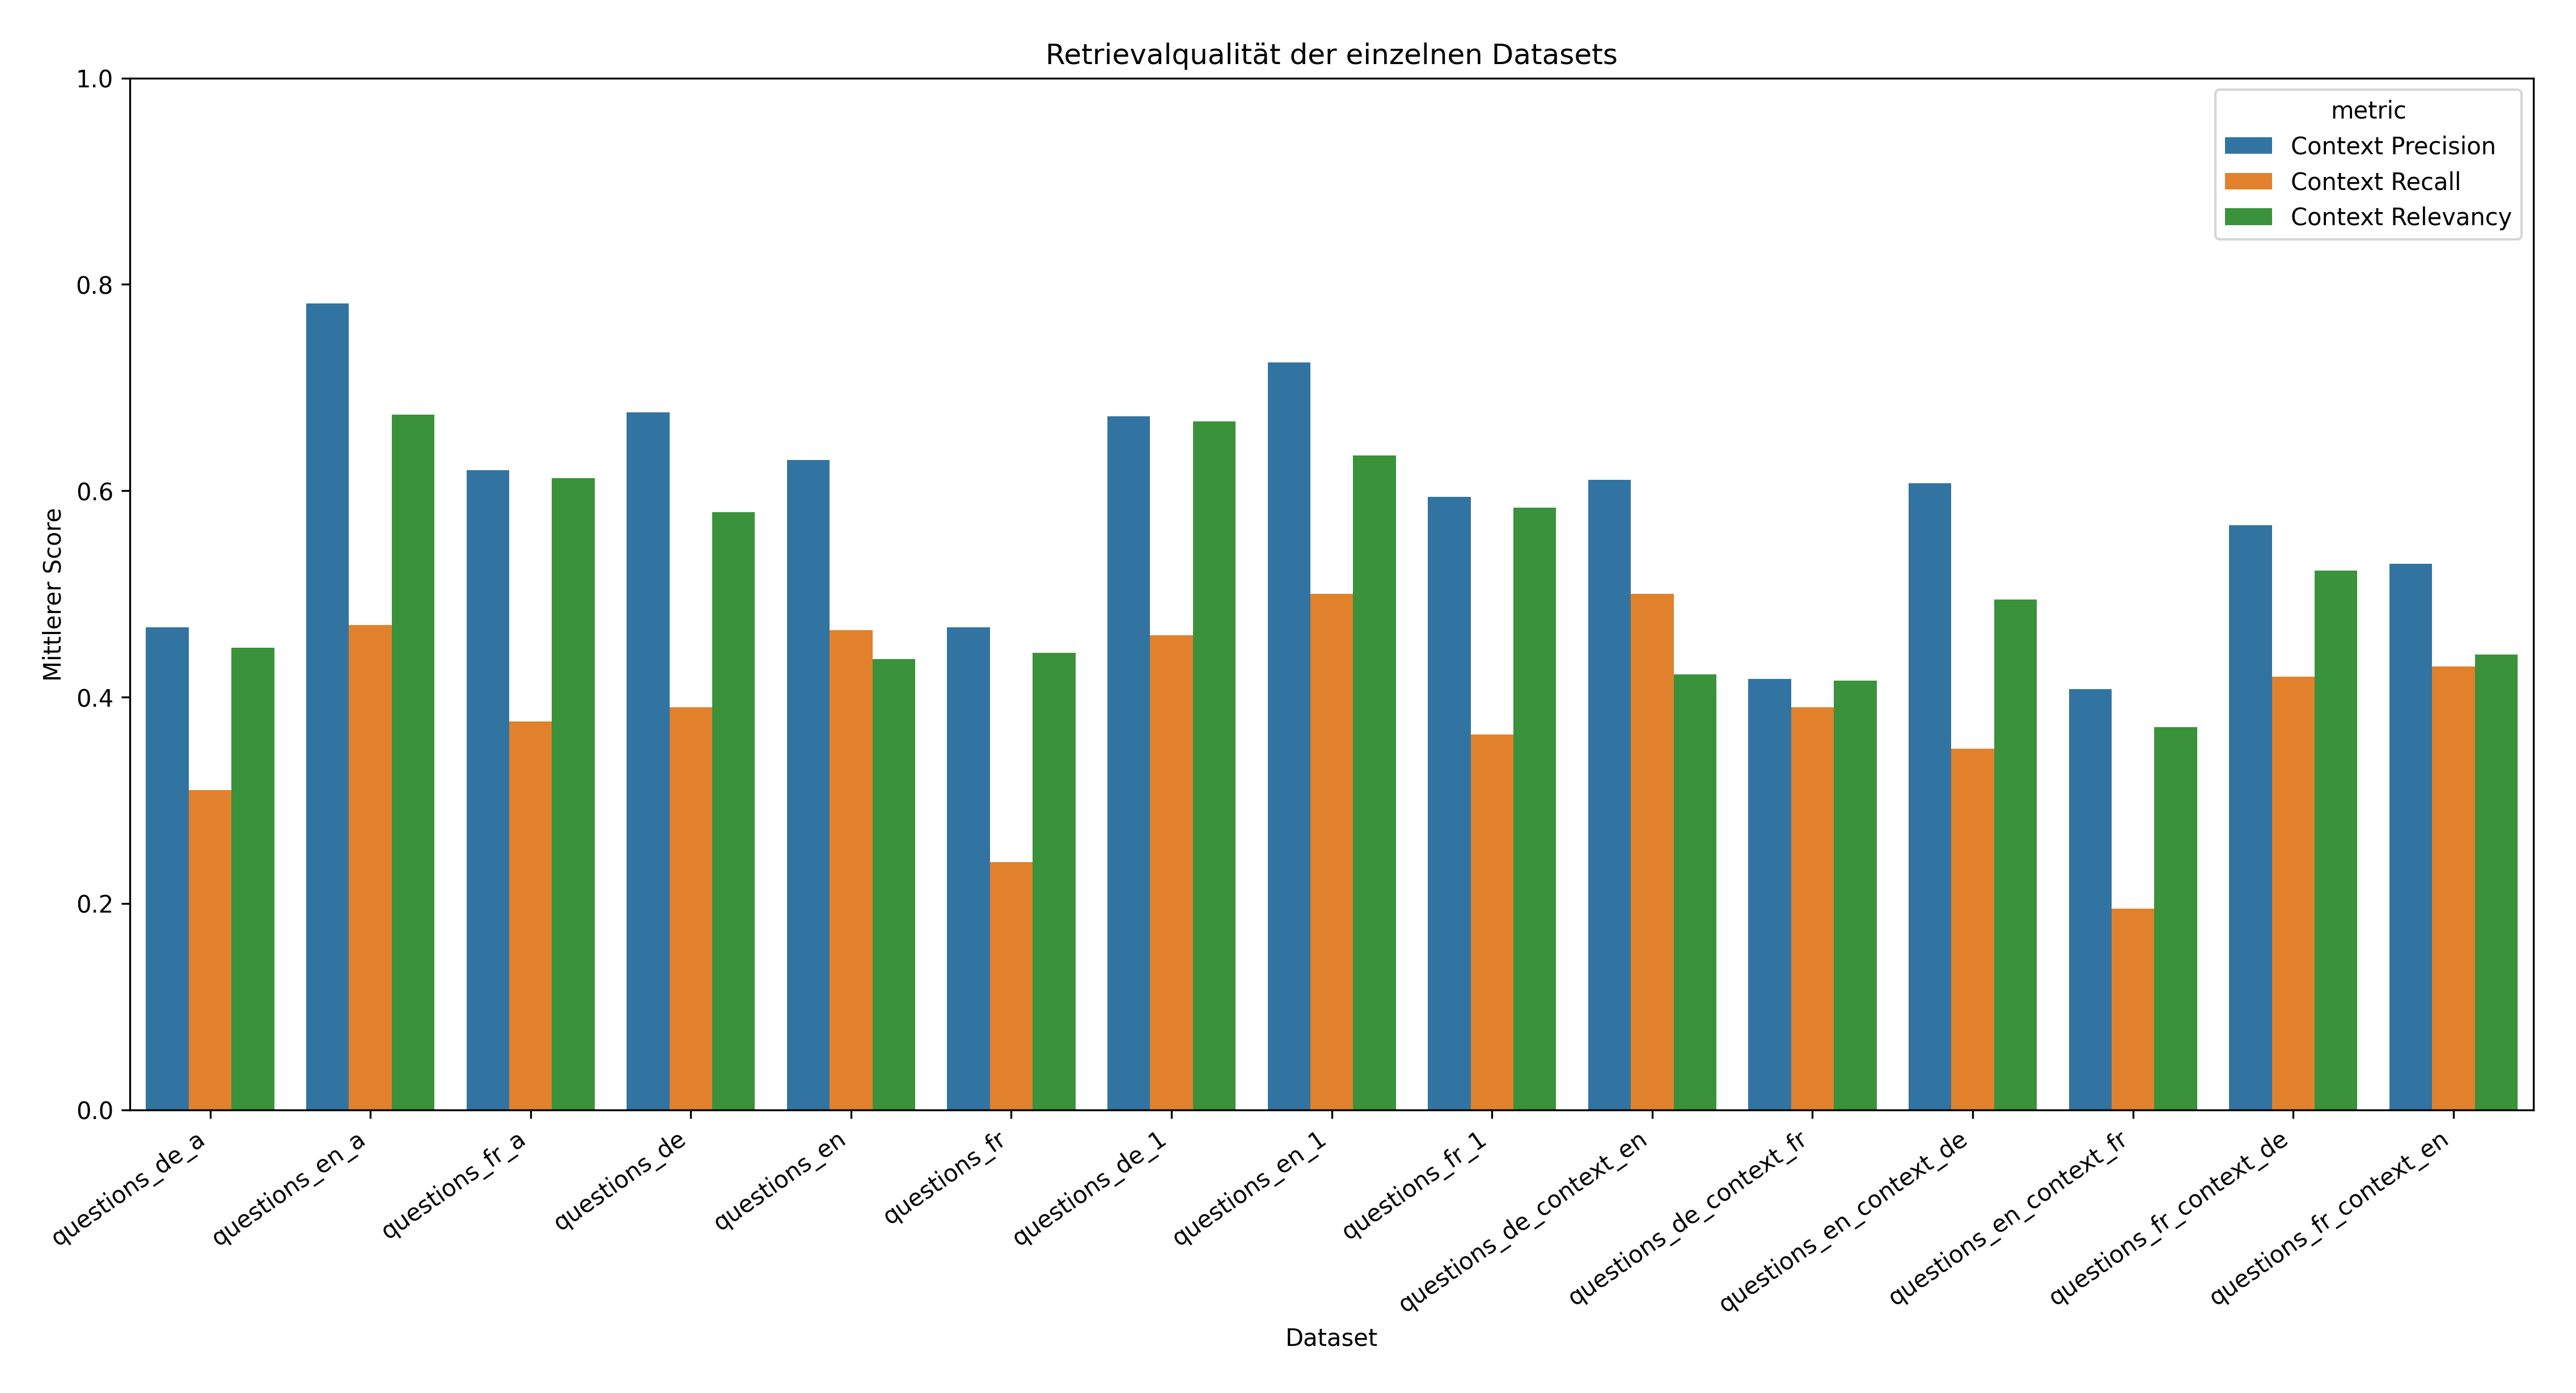 Retrievalqualität der einzelnen Datasets
metric
Context Precision
Context Recall
Context Relevancy
Mittlerer Score
1.0
0.8
0.6
0.4
0.2
0.0
questions_de_a
questions_en_a
questions_fr_a
questions_de
questions_en
questions_fr
questions_de_1
questions_en_1
questions_fr_1
questions_de_context_en
questions_de_context_fr
questions_en_context_de
questions_en_context_fr
questions_fr_context_de
questions_fr_context_en
Dataset